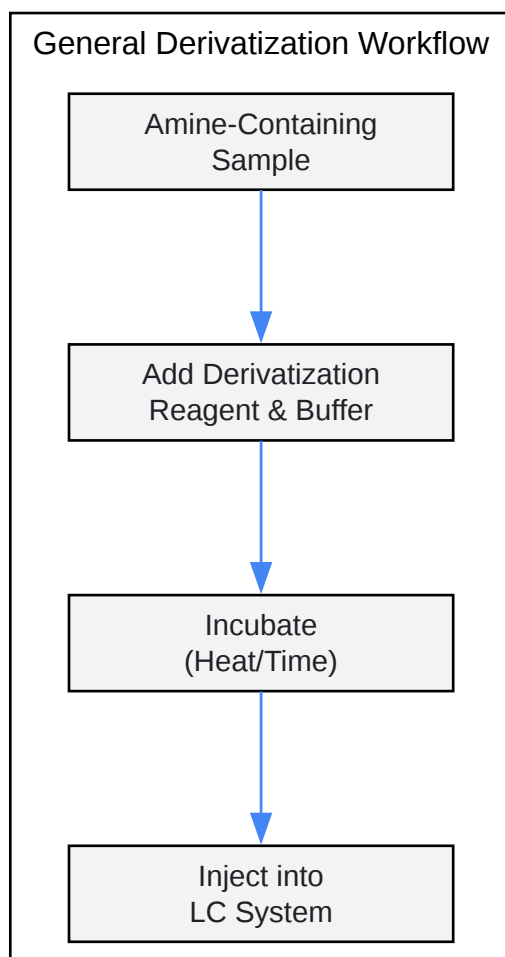 General Derivatization Workflow
Amine-Containing
Sample
Add Derivatization
Reagent & Buffer
Incubate
(Heat/Time)
Inject into
LC System